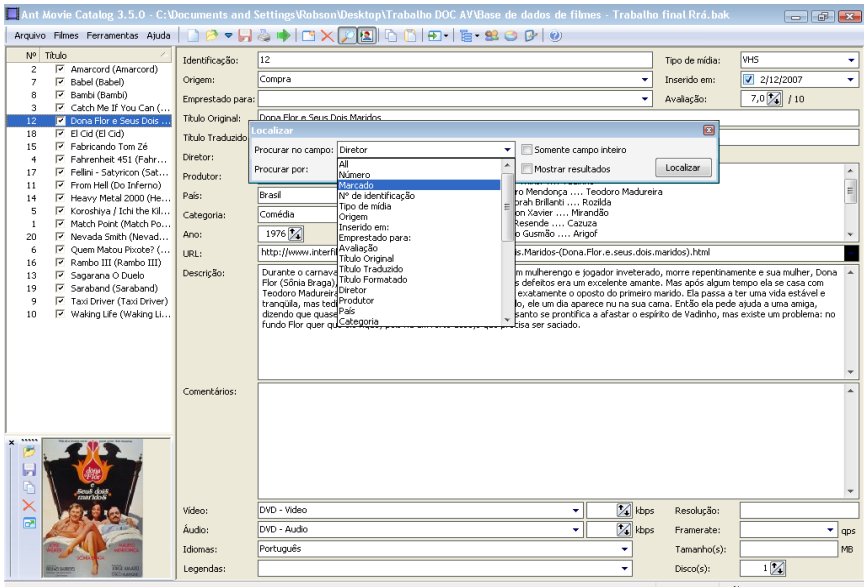 Ant Movie Catalog 3.5.0 - C:\Documents and Settings\Robson\Desktop\Trabalho DOC AV\Base de dados de filmes - Trabalho final Rrá.bak
Arquivo Filmes Ferramentas Ajuda
Nº Título
2 Amarcord (Amarcord)
7 Babel (Babel)
8 Bambi (Bambi)
3 Catch Me If You Can (...
12 Dona Flor e Seus Dois ...
18 El Cid (El Cid)
15 Fabricando Tom Zé
4 Fahrenheit 451 (Fahr...
17 Fellini - Satyricon (Sat...
11 From Hell (Do Inferno)
14 Heavy Metal 2000 (He...
5 Koroshiya / Ichi the Kil...
1 Match Point (Match Po...
20 Nevada Smith (Nevad...
6 Quem Matou Pixote? (...
16 Rambo III (Rambo III)
13 Sagarana O Duelo
19 Saraband (Saraband)
9 Taxi Driver (Taxi Driver)
10 Waking Life (Waking Li...
Identificação: 12 Tipo de mídia: VHS
Origem: Compra Inserido em: 2/12/2007
Emprestado para: Avaliação: 7,0 / 10
Título Original: Dona Flor e Seus Dois Maridos
Título Traduzido
Diretor:
Produtor:
País: Brasil
Categoria: Comédia
Ano: 1976
URL: http://www.interfil
is.Maridos-(Dona.Flor.e.seus.dois.maridos).html
Localizar
Procurar no campo: Diretor Somente campo inteiro
Procurar por: Mostrar resultados Localizar
All
Número
Marcado
Nº de identificação
Tipo de mídia
Origem
Inserido em:
Emprestado para:
Avaliação
Título Original
Título Traduzido
Título Formatado
Diretor
Produtor
País
Categoria
ro Mendonça .... Teodoro Madureira
orah Brillanti .... Rozilda
on Xavier .... Mirandão
Resende .... Cazuza
o Gusmão .... Arigof
Descrição: Durante o carnava m mulherengo e jogador inveterado, morre repentinamente e sua mulher, Dona
Flor (Sônia Braga), s defeitos era um excelente amante. Mas após algum tempo ela se casa com
Teodoro Madureira exatamente o oposto do primeiro marido. Ela passa a ter uma vida estável e
tranqüila, mas ted o, ele um dia aparece nu na sua cama. Então ela pede ajuda a uma amiga,
dizendo que quase santo se prontifica a afastar o espírito de Vadinho, mas existe um problema: no
fundo Flor quer qu precisa ser saciado.
Comentários:
dona
Flor
e
Seus dois
maridos
Vídeo: DVD - Video kbps Resolução:
Áudio: DVD - Audio kbps Framerate: qps
Idiomas: Português Tamanho(s): MB
Legendas: Disco(s): 1